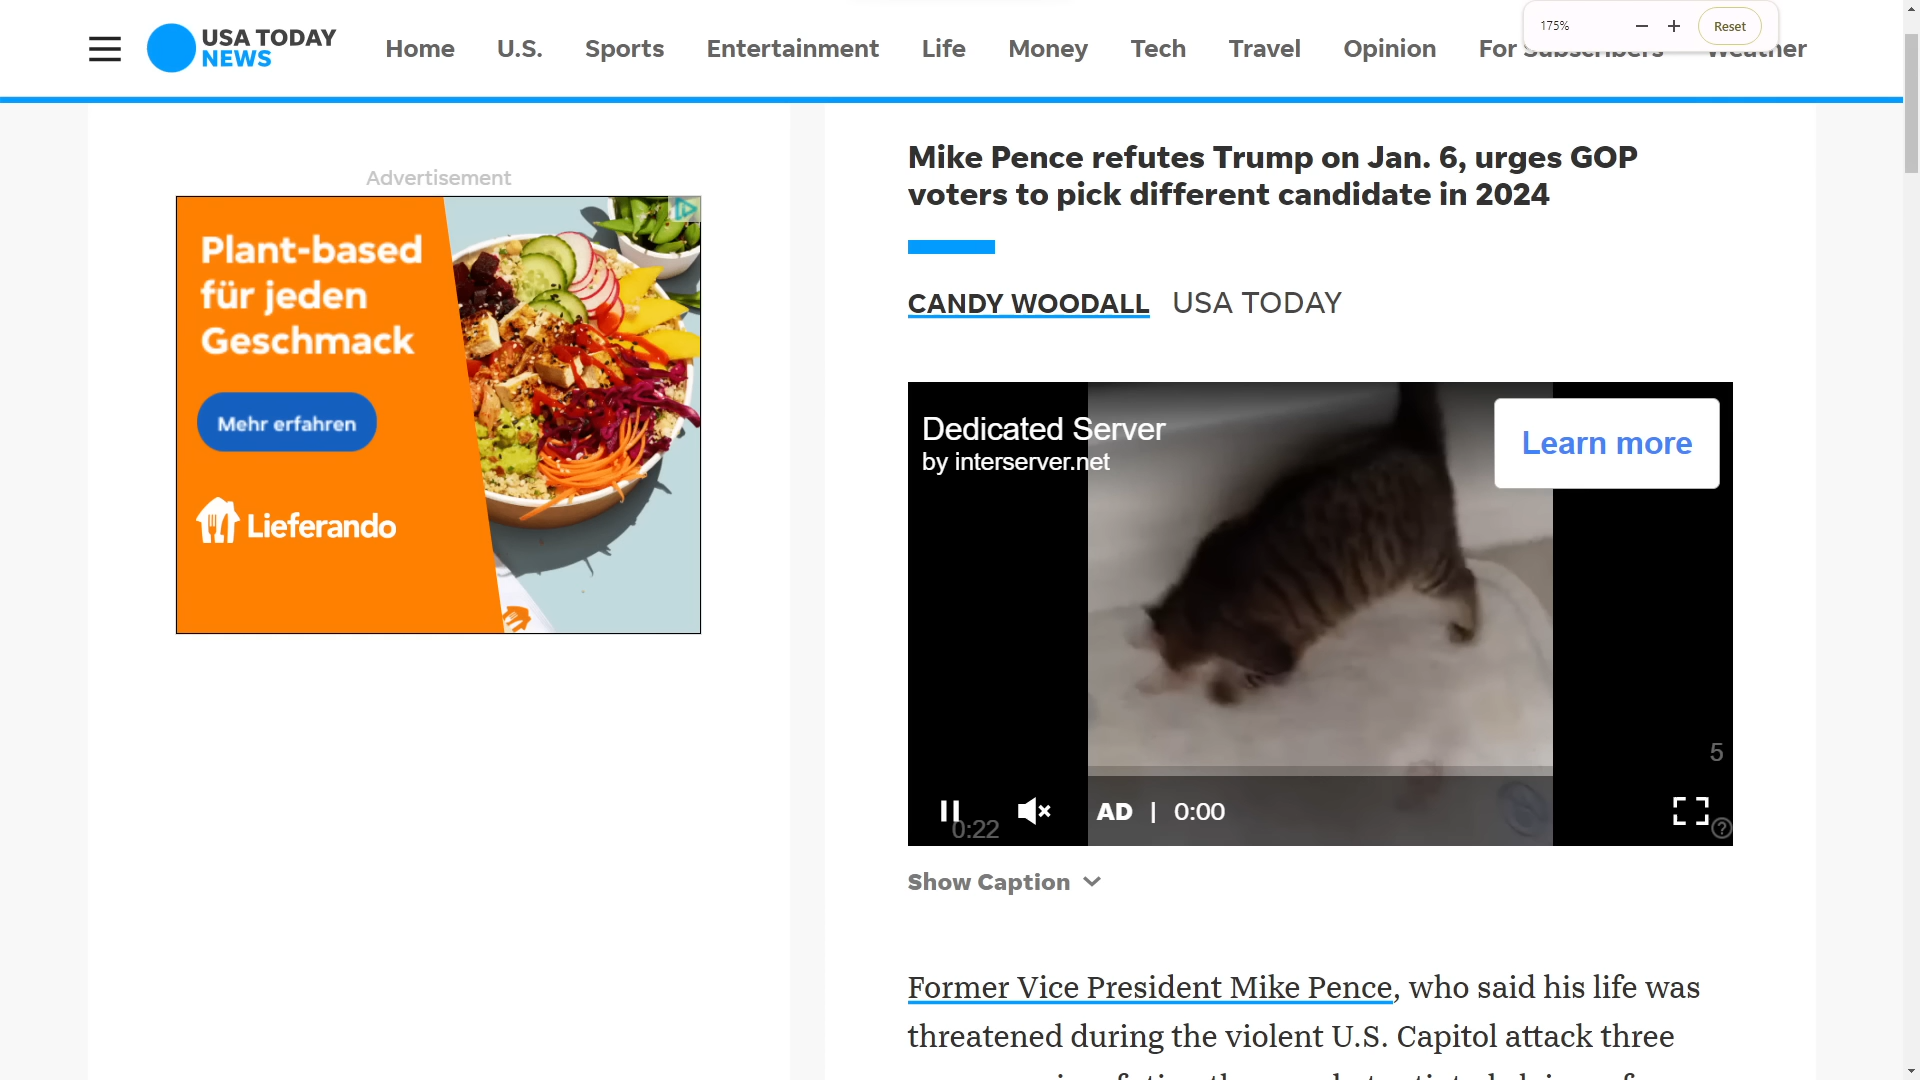 USA TODAY
NEWS
Home
U.S.
Sports
Entertainment
Life
Money
Tech
Travel
Opinion
For Subscribers
Weather
175%
Reset
Advertisement
Plant-based
für jeden
Geschmack
Mehr erfahren
Lieferando
Mike Pence refutes Trump on Jan. 6, urges GOP
voters to pick different candidate in 2024
CANDY WOODALL USA TODAY
Dedicated Server
by interserver.net
Learn more
5
AD | 0:00
0:22
Show Caption
Former Vice President Mike Pence, who said his life was
threatened during the violent U.S. Capitol attack three